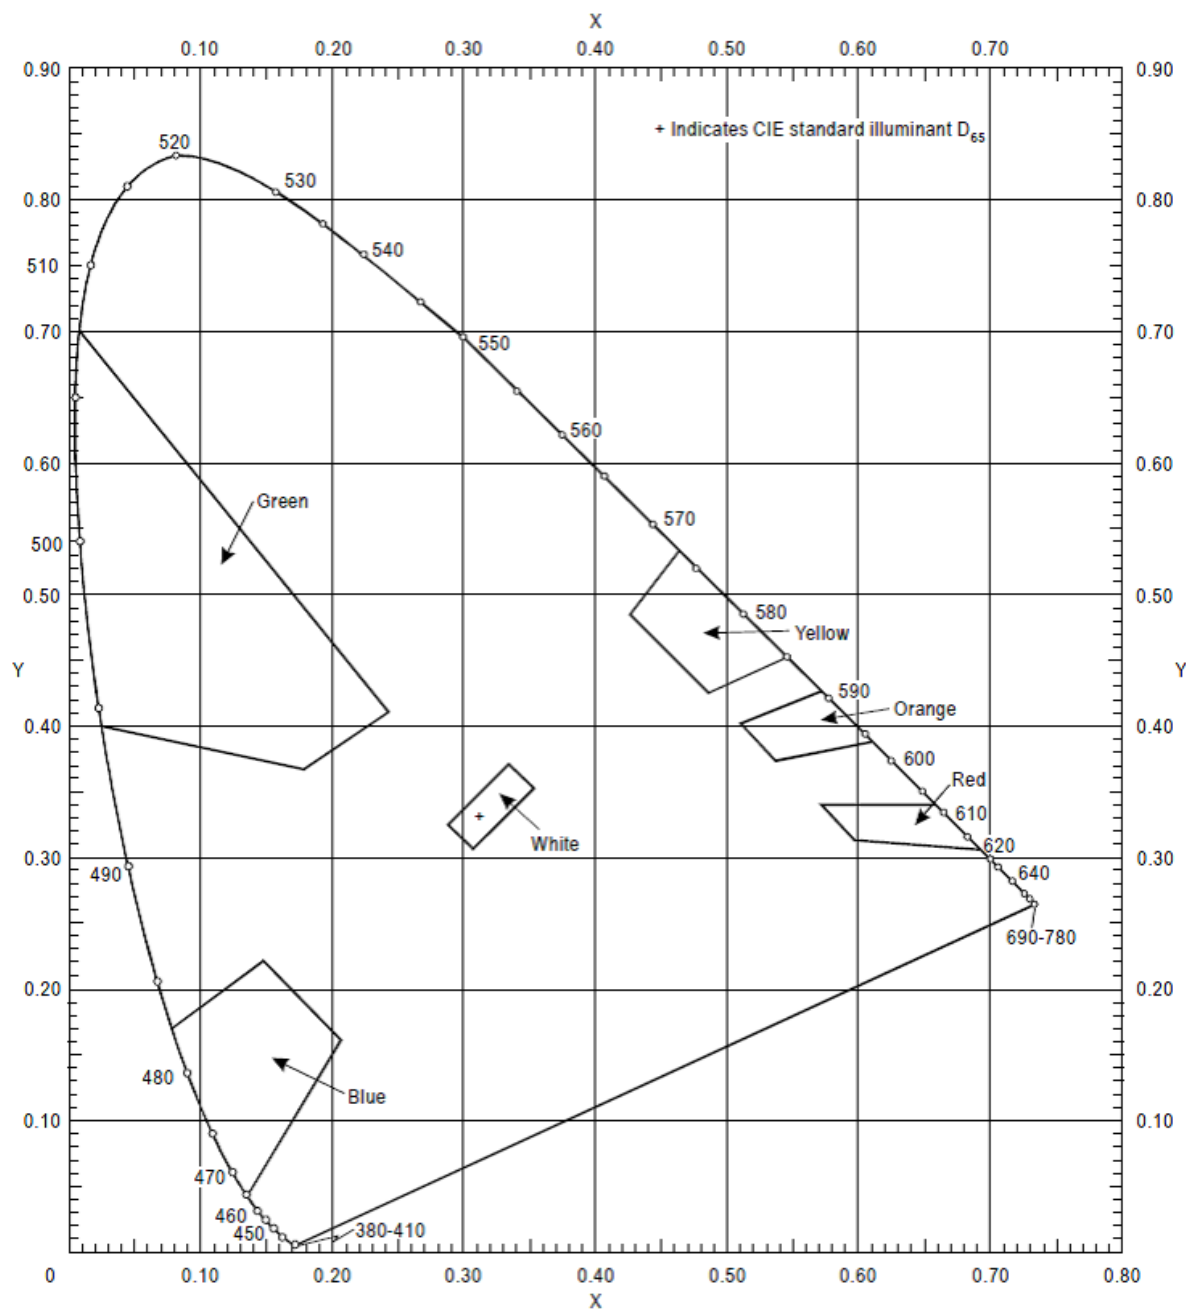 X
0.10 0.20 0.30 0.40 0.50 0.60 0.70
0.90 0.90
+ Indicates CIE standard illuminant D65
520
530
0.80 0.80
540
510
0.70 0.70
550
560
0.60 0.60
570
Green
500
0.50 0.50
580
Yellow
Y Y
590
Orange
0.40 0.40
600
Red
610
White
620
0.30 0.30
490 640
690-780
0.20 0.20
480
Blue
0.10 0.10
470
460
450 380-410
0 0.10 0.20 0.30 0.40 0.50 0.60 0.70 0.80
X